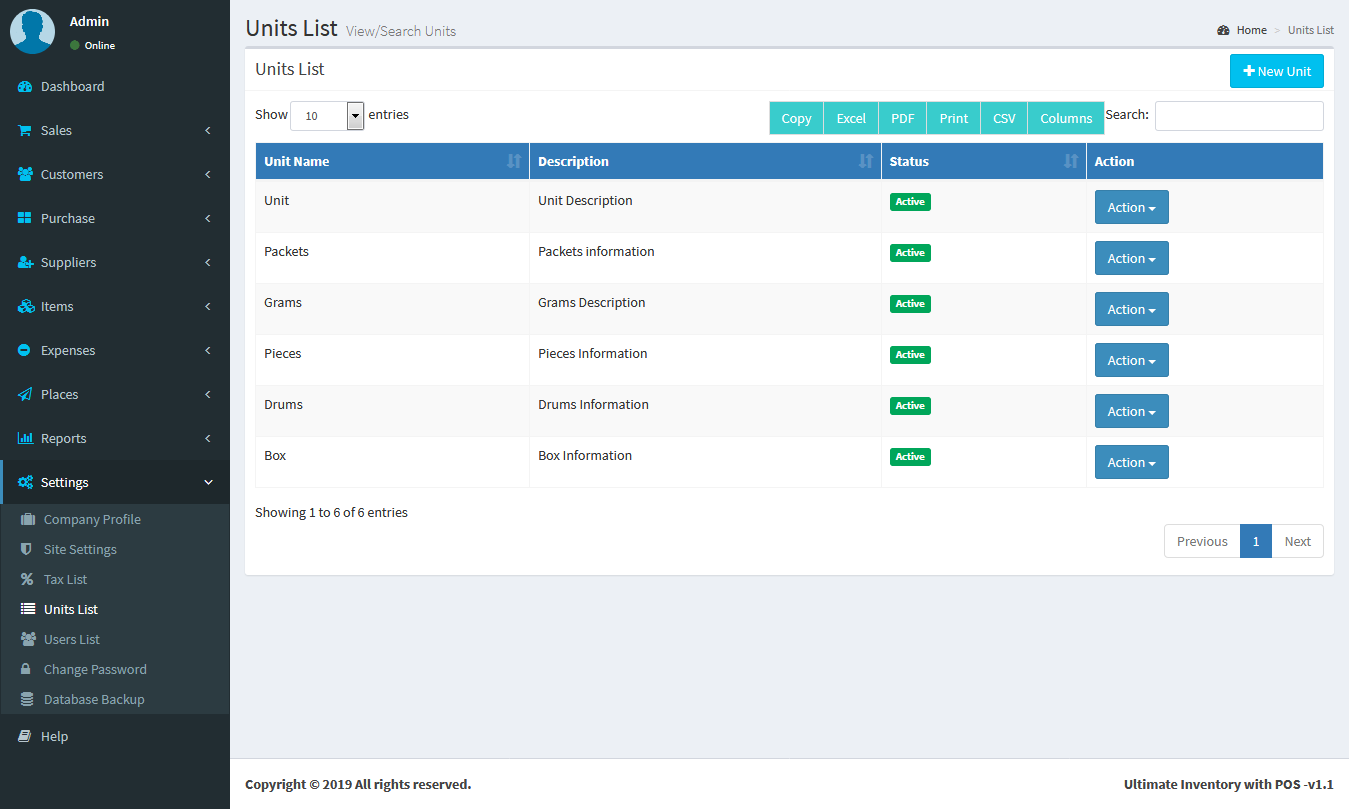 Admin
Online
Dashboard
Sales
Customers
Purchase
Suppliers
Items
Expenses
Places
Reports
Settings
Company Profile
Site Settings
Tax List
Units List
Users List
Change Password
Database Backup
Help
Units List View/Search Units
Home > Units List
Units List
New Unit
Show 10 entries
Copy Excel PDF Print CSV Columns Search:
Unit Name Description Status Action
Unit Unit Description Active Action
Packets Packets information Active Action
Grams Grams Description Active Action
Pieces Pieces Information Active Action
Drums Drums Information Active Action
Box Box Information Active Action
Showing 1 to 6 of 6 entries
Previous 1 Next
Copyright © 2019 All rights reserved.
Ultimate Inventory with POS -v1.1